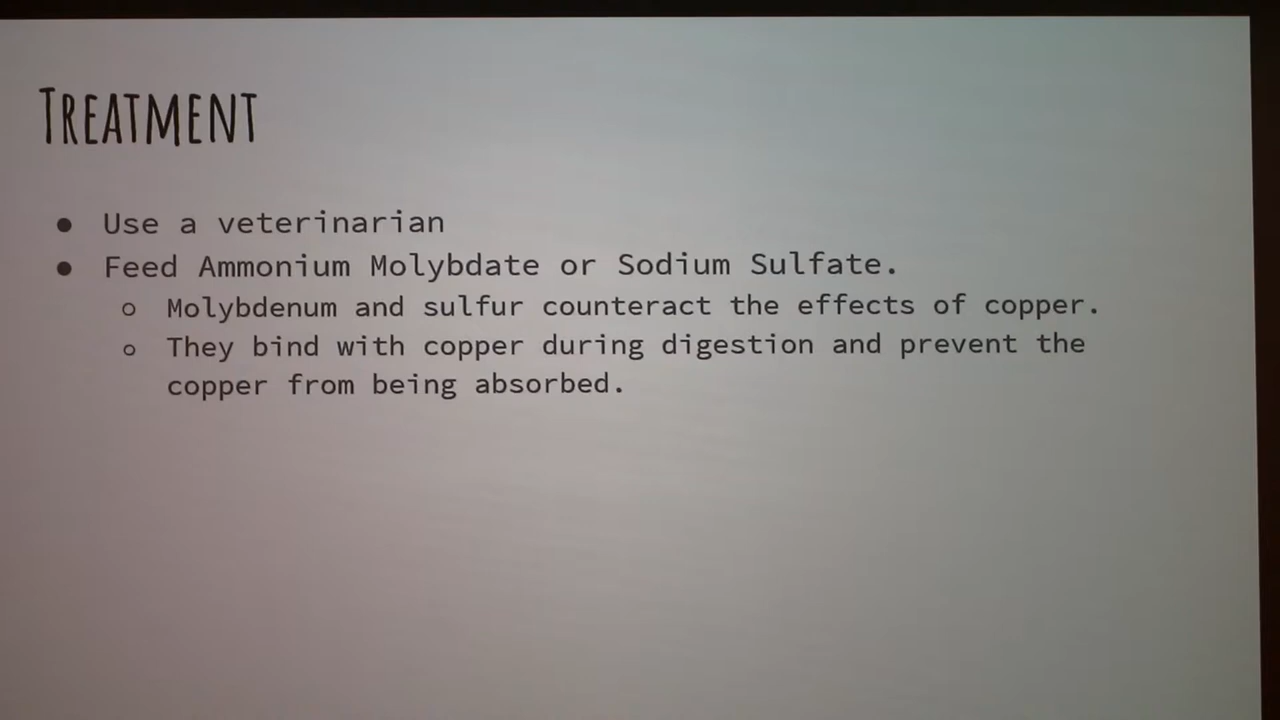 TREATMENT
● Use a veterinarian
● Feed Ammonium Molybdate or Sodium Sulfate.
○ Molybdenum and sulfur counteract the effects of copper.
○ They bind with copper during digestion and prevent the
copper from being absorbed.